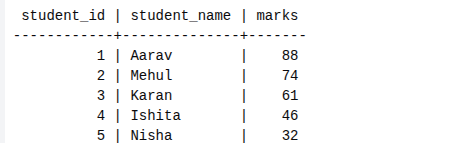 student_id | student_name | marks
------------+--------------+-------
          1 | Aarav        |    88
          2 | Mehul        |    74
          3 | Karan        |    61
          4 | Ishita       |    46
          5 | Nisha        |    32